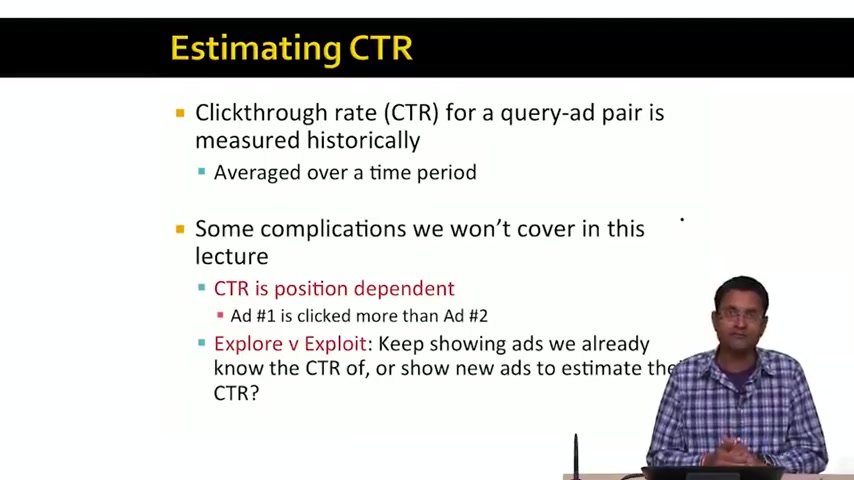 Estimating CTR
Clickthrough rate (CTR) for a query-ad pair is
measured historically
Averaged over a time period
Some complications we won't cover in this
lecture
CTR is position dependent
Ad #1 is clicked more than Ad #2
Explore v Exploit: Keep showing ads we already
know the CTR of, or show new ads to estimate
CTR?